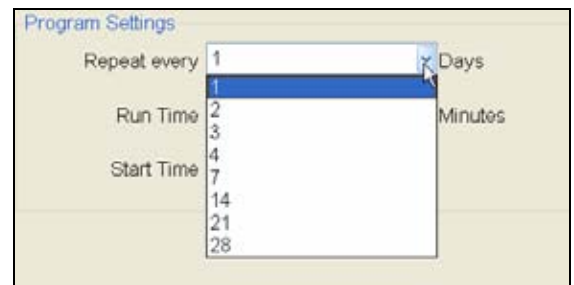 Program Settings
Repeat every 1 Days
1
Run Time 2 Minutes
3
4
Start Time 7
14
21
28